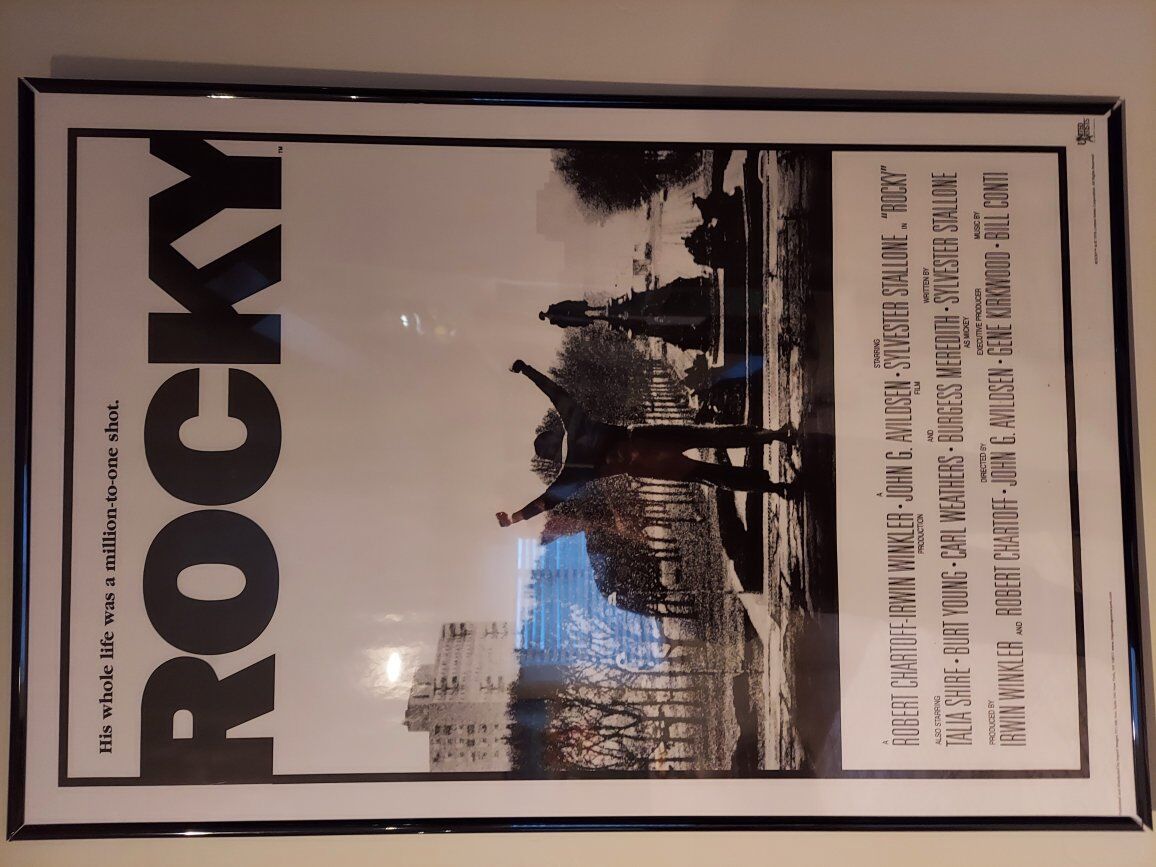 His whole life was a million-to-one shot.
ROCKY™
A
ROBERT CHARTOFF-IRWIN WINKLER • JOHN G. AVILDSEN • SYLVESTER STALLONE IN "ROCKY"
PRODUCTION A FILM STARRING
ALSO STARRING AND WRITTEN BY
TALIA SHIRE • BURT YOUNG • CARL WEATHERS • BURGESS MEREDITH • SYLVESTER STALLONE
AS MICKEY
PRODUCED BY DIRECTED BY EXECUTIVE PRODUCER MUSIC BY
IRWIN WINKLER AND ROBERT CHARTOFF • JOHN G. AVILDSEN • GENE KIRKWOOD • BILL CONTI
UNITED
ARTISTS